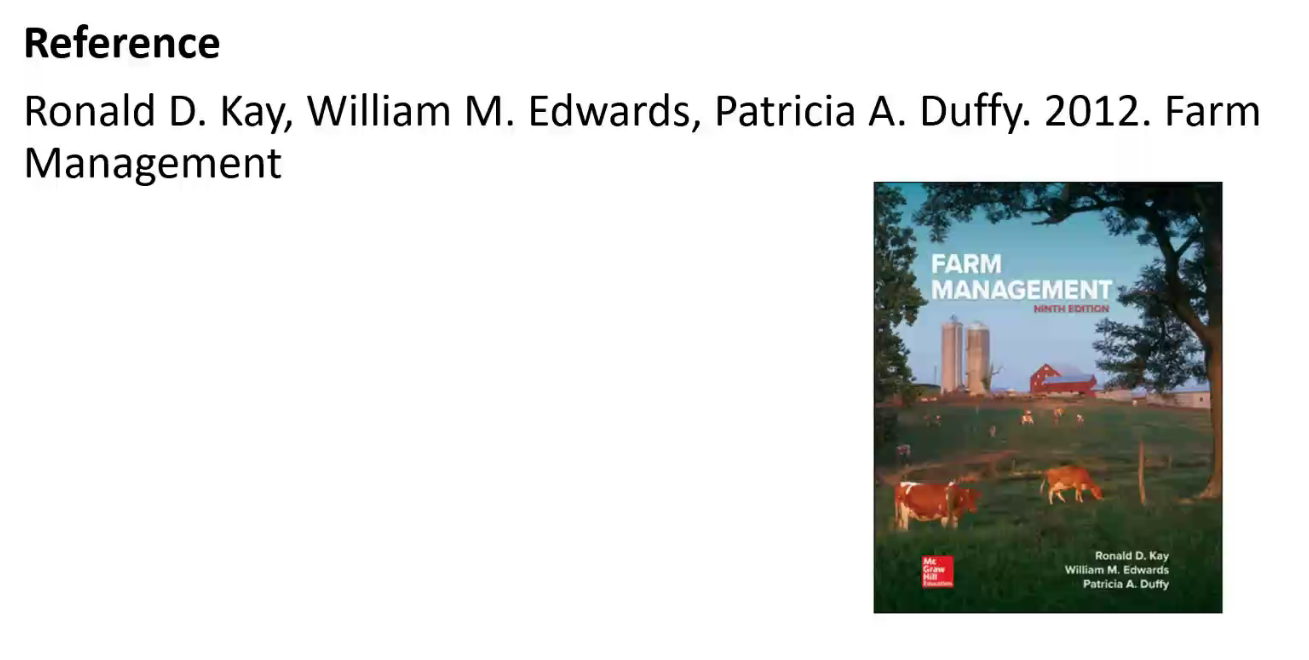 Reference
Ronald D. Kay, William M. Edwards, Patricia A. Duffy. 2012. Farm
Management
FARM
MANAGEMENT
NINTH EDITION
Mc
Graw
Hill
Education
Ronald D. Kay
William M. Edwards
Patricia A. Duffy